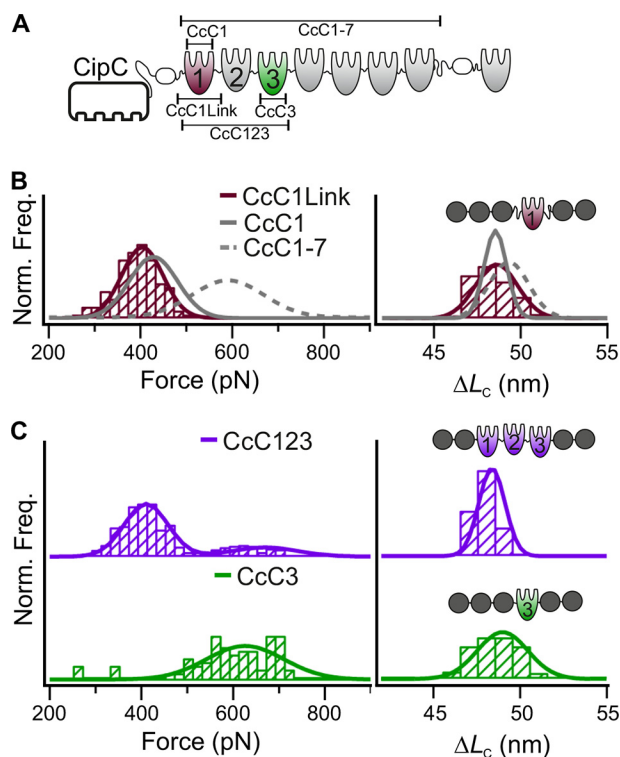 A
CcC1
CcC1-7
CipC
1
2
3
CcC1Link
CcC3
CcC123
B
Norm. Freq.
CcC1Link
CcC1
CcC1-7
1
200 400 600 800
45 50 55
Force (pN)
ΔLC (nm)
C
Norm. Freq.
CcC123
1 2 3
CcC3
3
200 400 600 800
45 50 55
Force (pN)
ΔLC (nm)